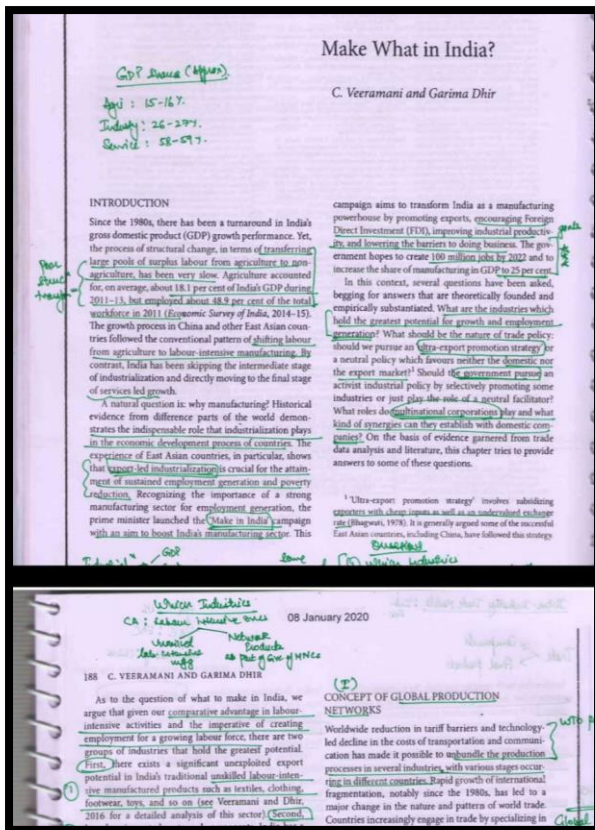 Make What in India?
C. Veeramani and Garima Dhir
GDP Share (Approx).
Agri : 15-16%.
Industry : 26-27%.
Service : 58-59%.
INTRODUCTION
Since the 1980s, there has been a turnaround in India's
gross domestic product (GDP) growth performance. Yet,
the process of structural change, in terms of transferring
large pools of surplus labour from agriculture to non-
agriculture, has been very slow. Agriculture accounted
for, on average, about 18.1 per cent of India's GDP during
2011–13, but employed about 48.9 per cent of the total
workforce in 2011 (Economic Survey of India, 2014–15).
The growth process in China and other East Asian coun-
tries followed the conventional pattern of shifting labour
from agriculture to labour-intensive manufacturing. By
contrast, India has been skipping the intermediate stage
of industrialization and directly moving to the final stage
of services led growth.
A natural question is: why manufacturing? Historical
evidence from difference parts of the world demon-
strates the indispensable role that industrialization plays
in the economic development process of countries. The
experience of East Asian countries, in particular, shows
that export-led industrialization is crucial for the attain-
ment of sustained employment generation and poverty
reduction. Recognizing the importance of a strong
manufacturing sector for employment generation, the
prime minister launched the 'Make in India' campaign
with an aim to boost India's manufacturing sector. This
Poor
struc
transfor
campaign aims to transform India as a manufacturing
powerhouse by promoting exports, encouraging Foreign
Direct Investment (FDI), improving industrial productiv-
ity, and lowering the barriers to doing business. The gov-
ernment hopes to create 100 million jobs by 2022 and to
increase the share of manufacturing in GDP to 25 per cent.
In this context, several questions have been asked,
begging for answers that are theoretically founded and
empirically substantiated. What are the industries which
hold the greatest potential for growth and employment
generation? What should be the nature of trade policy:
should we pursue an 'ultra-export promotion strategy' or
a neutral policy which favours neither the domestic nor
the export market?¹ Should the government pursue an
activist industrial policy by selectively promoting some
industries or just play the role of a neutral facilitator?
What roles do multinational corporations play and what
kind of synergies can they establish with domestic com-
panies? On the basis of evidence garnered from trade
data analysis and literature, this chapter tries to provide
answers to some of these questions.
goals
¹ 'Ultra-export promotion strategy' involves subsidizing
exporters with cheap inputs as well as an undervalued exchange
rate (Bhagwati, 1978). It is generally argued some of the successful
East Asian countries, including China, have followed this strategy
GDP
Question
which industries
Which Industries
08 January 2020
CA : Labour intensive ones
Network
Products
as part of GVC of MNCs
188 C. VEERAMANI AND GARIMA DHIR
As to the question of what to make in India, we
argue that given our comparative advantage in labour-
intensive activities and the imperative of creating
employment for a growing labour force, there are two
groups of industries that hold the greatest potential.
First, there exists a significant unexploited export
potential in India's traditional unskilled labour-inten-
sive manufactured products such as textiles, clothing,
footwear, toys, and so on (see Veeramani and Dhir,
2016 for a detailed analysis of this sector). Second,
(I)
CONCEPT OF GLOBAL PRODUCTION
NETWORKS
Worldwide reduction in tariff barriers and technology-
led decline in the costs of transportation and communi-
cation has made it possible to unbundle the production
processes in several industries, with various stages occur-
ring in different countries. Rapid growth of international
fragmentation, notably since the 1980s, has led to a
major change in the nature and pattern of world trade.
Countries increasingly engage in trade by specializing in
WTO
Global